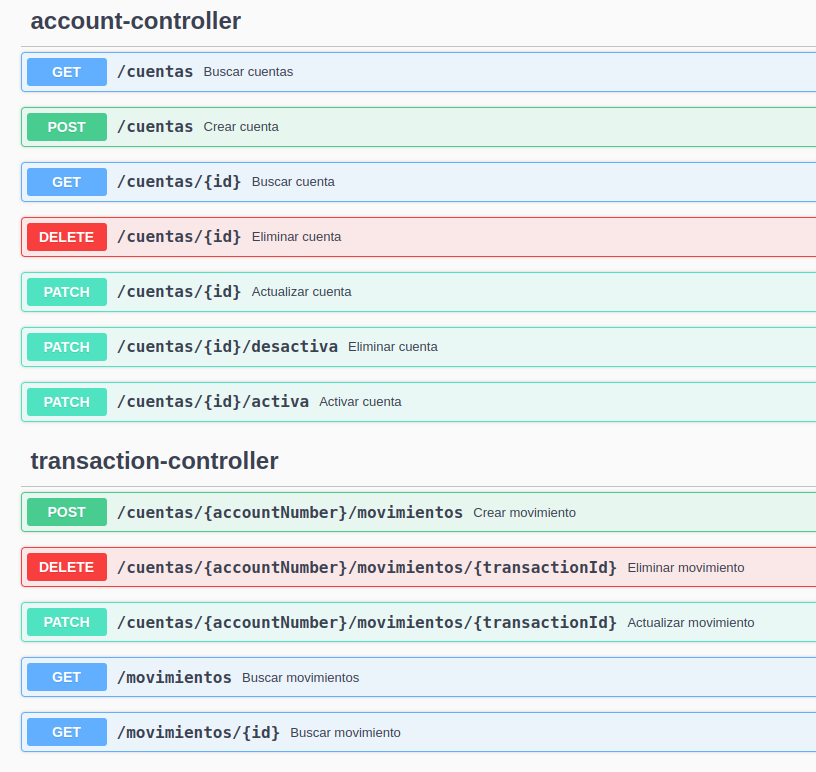 account-controller
GET /cuentas Buscar cuentas
POST /cuentas Crear cuenta
GET /cuentas/{id} Buscar cuenta
DELETE /cuentas/{id} Eliminar cuenta
PATCH /cuentas/{id} Actualizar cuenta
PATCH /cuentas/{id}/desactiva Eliminar cuenta
PATCH /cuentas/{id}/activa Activar cuenta
transaction-controller
POST /cuentas/{accountNumber}/movimientos Crear movimiento
DELETE /cuentas/{accountNumber}/movimientos/{transactionId} Eliminar movimiento
PATCH /cuentas/{accountNumber}/movimientos/{transactionId} Actualizar movimiento
GET /movimientos Buscar movimientos
GET /movimientos/{id} Buscar movimiento